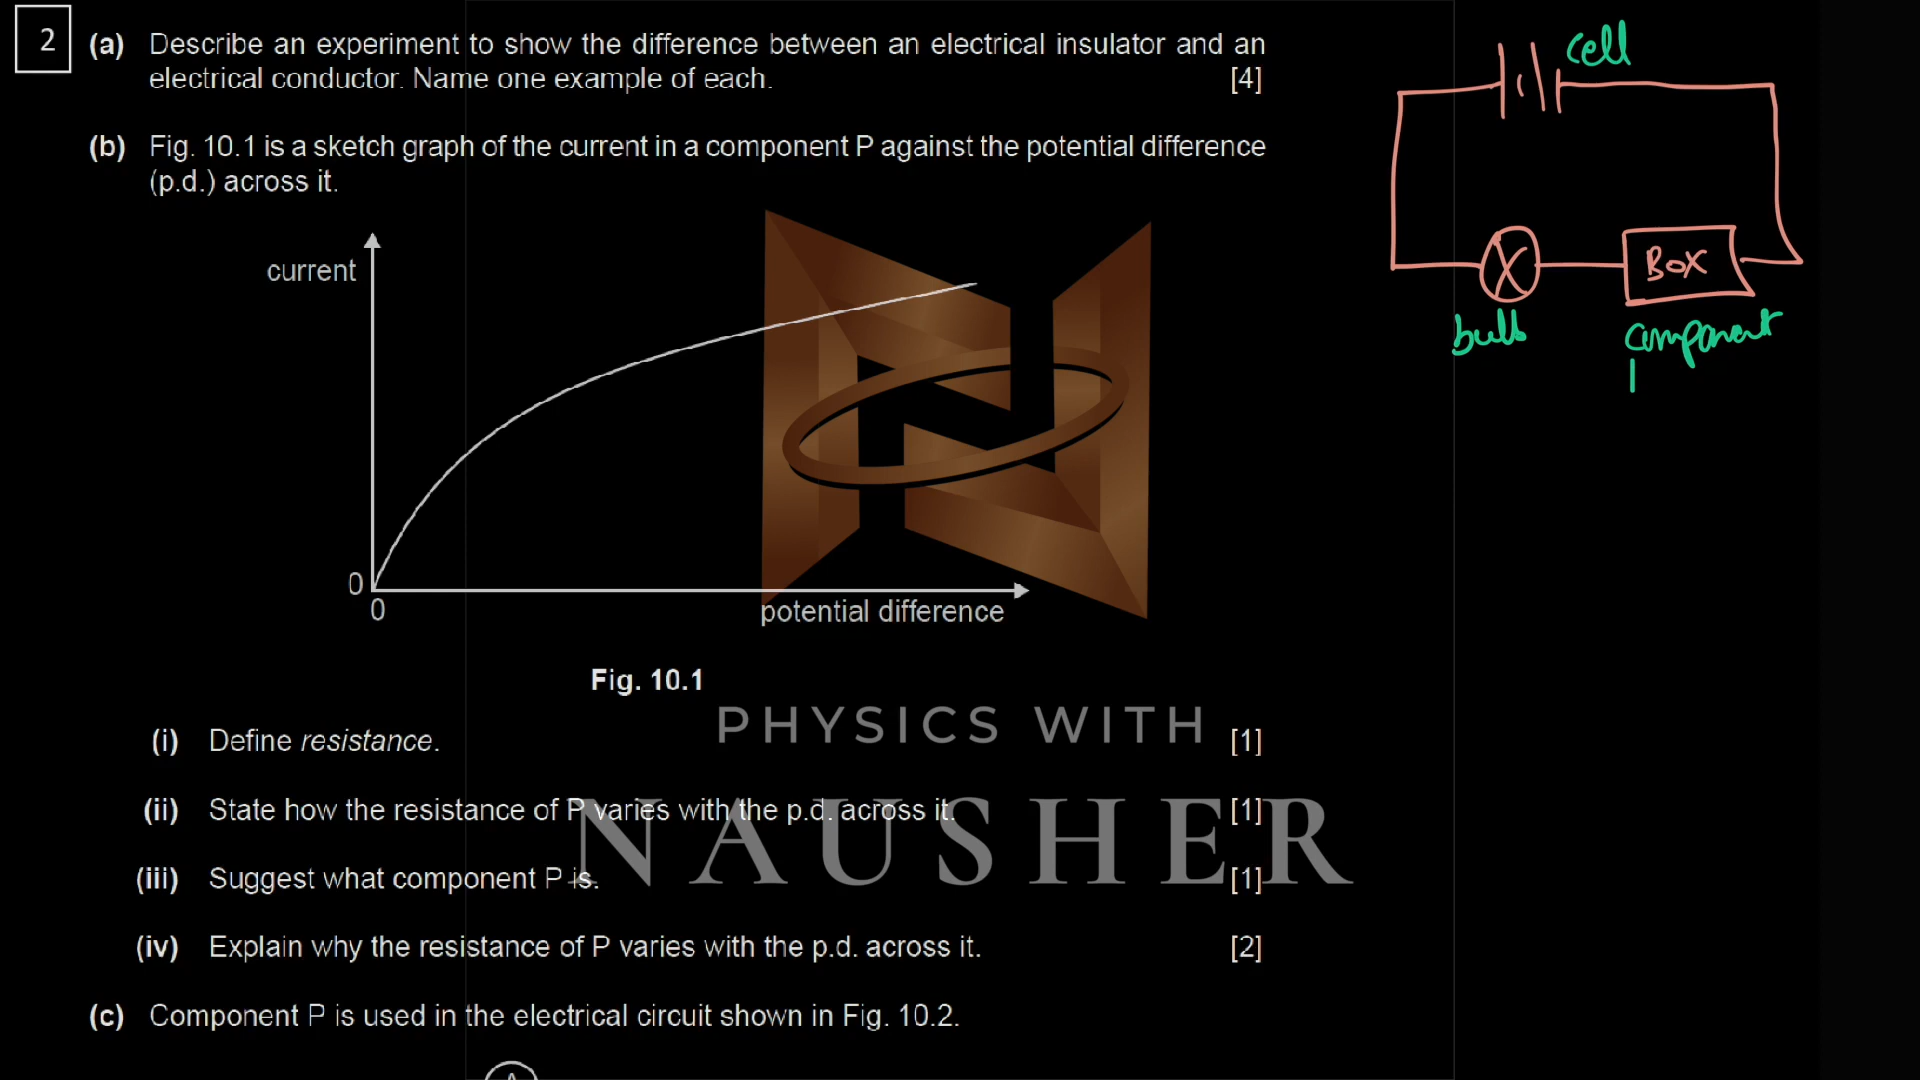 2
(a) Describe an experiment to show the difference between an electrical insulator and an
electrical conductor. Name one example of each. [4]
(b) Fig. 10.1 is a sketch graph of the current in a component P against the potential difference
(p.d.) across it.
current
0
0
potential difference
Fig. 10.1
(i) Define resistance. [1]
(ii) State how the resistance of P varies with the p.d. across it. [1]
(iii) Suggest what component P is. [1]
(iv) Explain why the resistance of P varies with the p.d. across it. [2]
(c) Component P is used in the electrical circuit shown in Fig. 10.2.
A
PHYSICS WITH
NAUSHER
cell
BOX
bulb
component